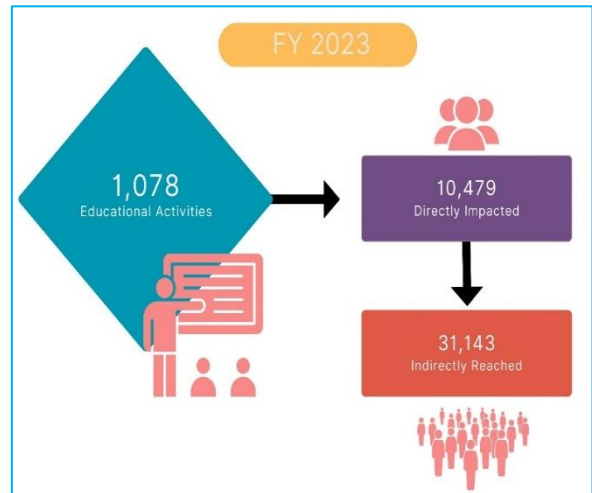 FY 2023
1,078
Educational Activities
10,479
Directly Impacted
31,143
Indirectly Reached